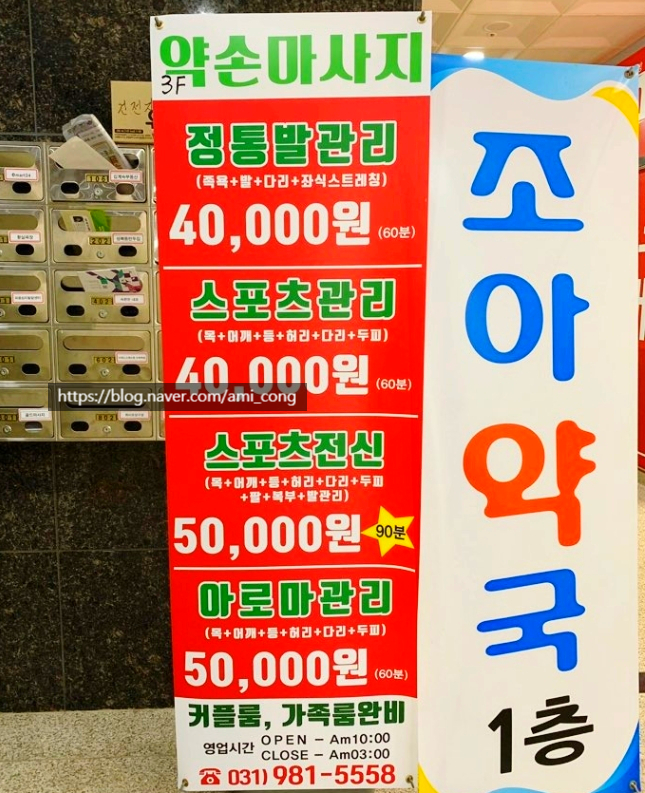 약손마사지
3F
정통발관리
(족욕+발+다리+좌식스트레칭)
40,000원 (60분)
스포츠관리
(목+어깨+등+허리+다리+두피)
40,000원 (60분)
https://blog.naver.com/ami_cong
스포츠전신
(목+어깨+등+허리+다리+두피
+팔+복부+발관리)
50,000원 90분
아로마관리
(목+어깨+등+허리+다리+두피)
50,000원 (60분)
커플룸, 가족룸완비
영업시간 OPEN - Am10:00
CLOSE - Am03:00
☎ 031) 981-5558
조아약국
1층